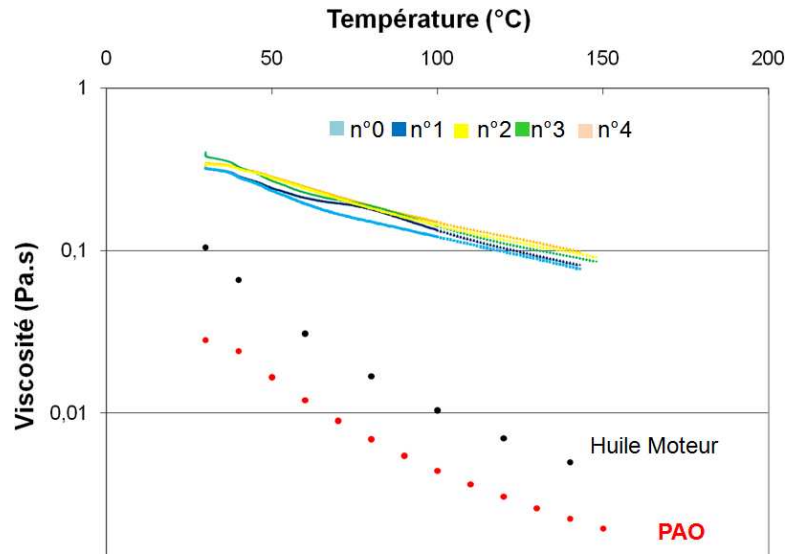 Température (°C)
0 50 100 150 200
1
n°0 n°1 n°2 n°3 n°4
0,1
Viscosité (Pa.s)
0,01
Huile Moteur
PAO